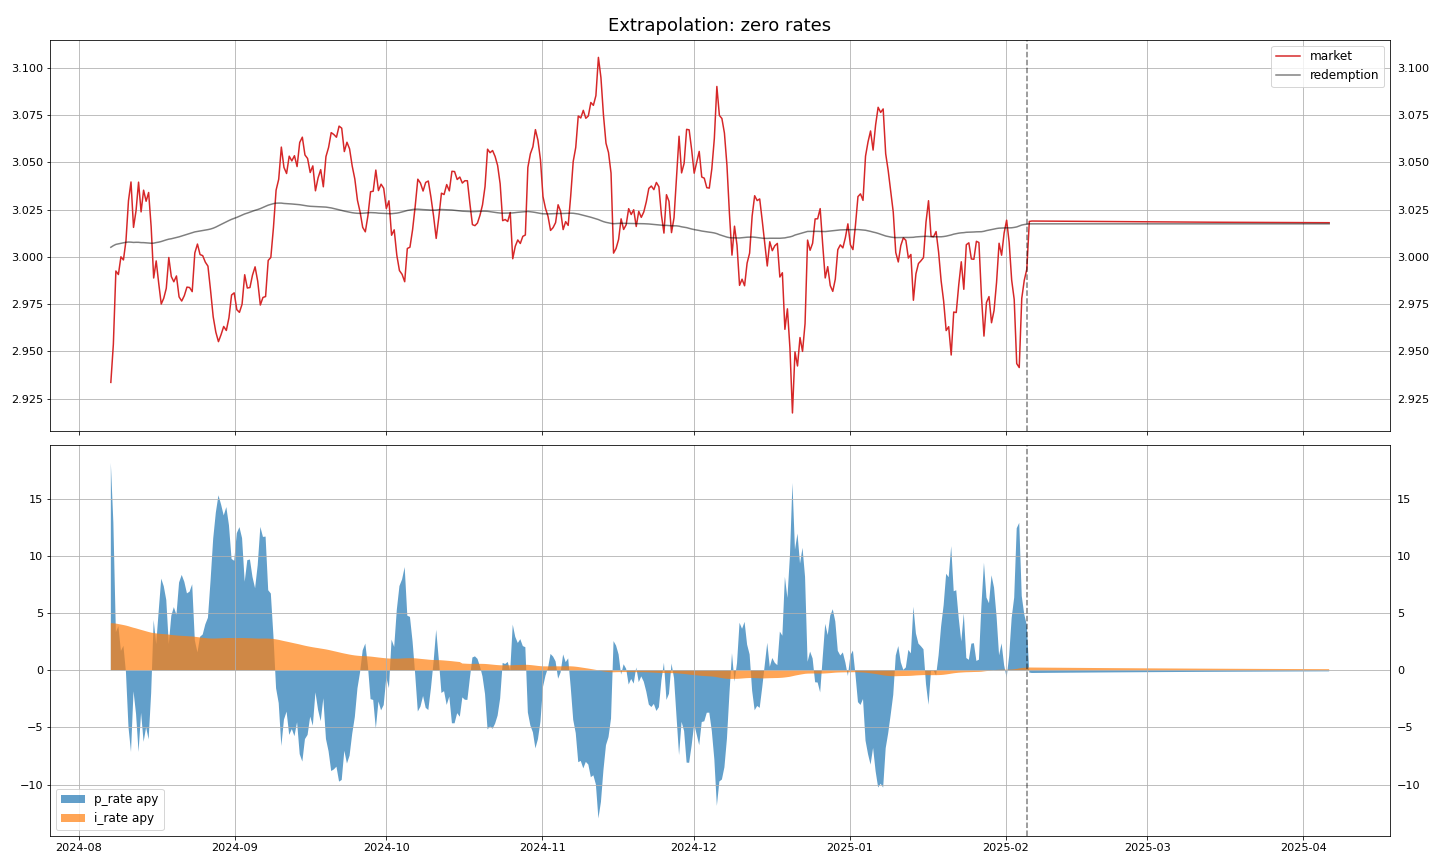 Extrapolation: zero rates
market
redemption
3.100 3.100
3.075 3.075
3.050 3.050
3.025 3.025
3.000 3.000
2.975 2.975
2.950 2.950
2.925 2.925
15 15
10 10
5 5
0 0
−5 −5
−10 −10
p_rate apy
i_rate apy
2024-08 2024-09 2024-10 2024-11 2024-12 2025-01 2025-02 2025-03 2025-04